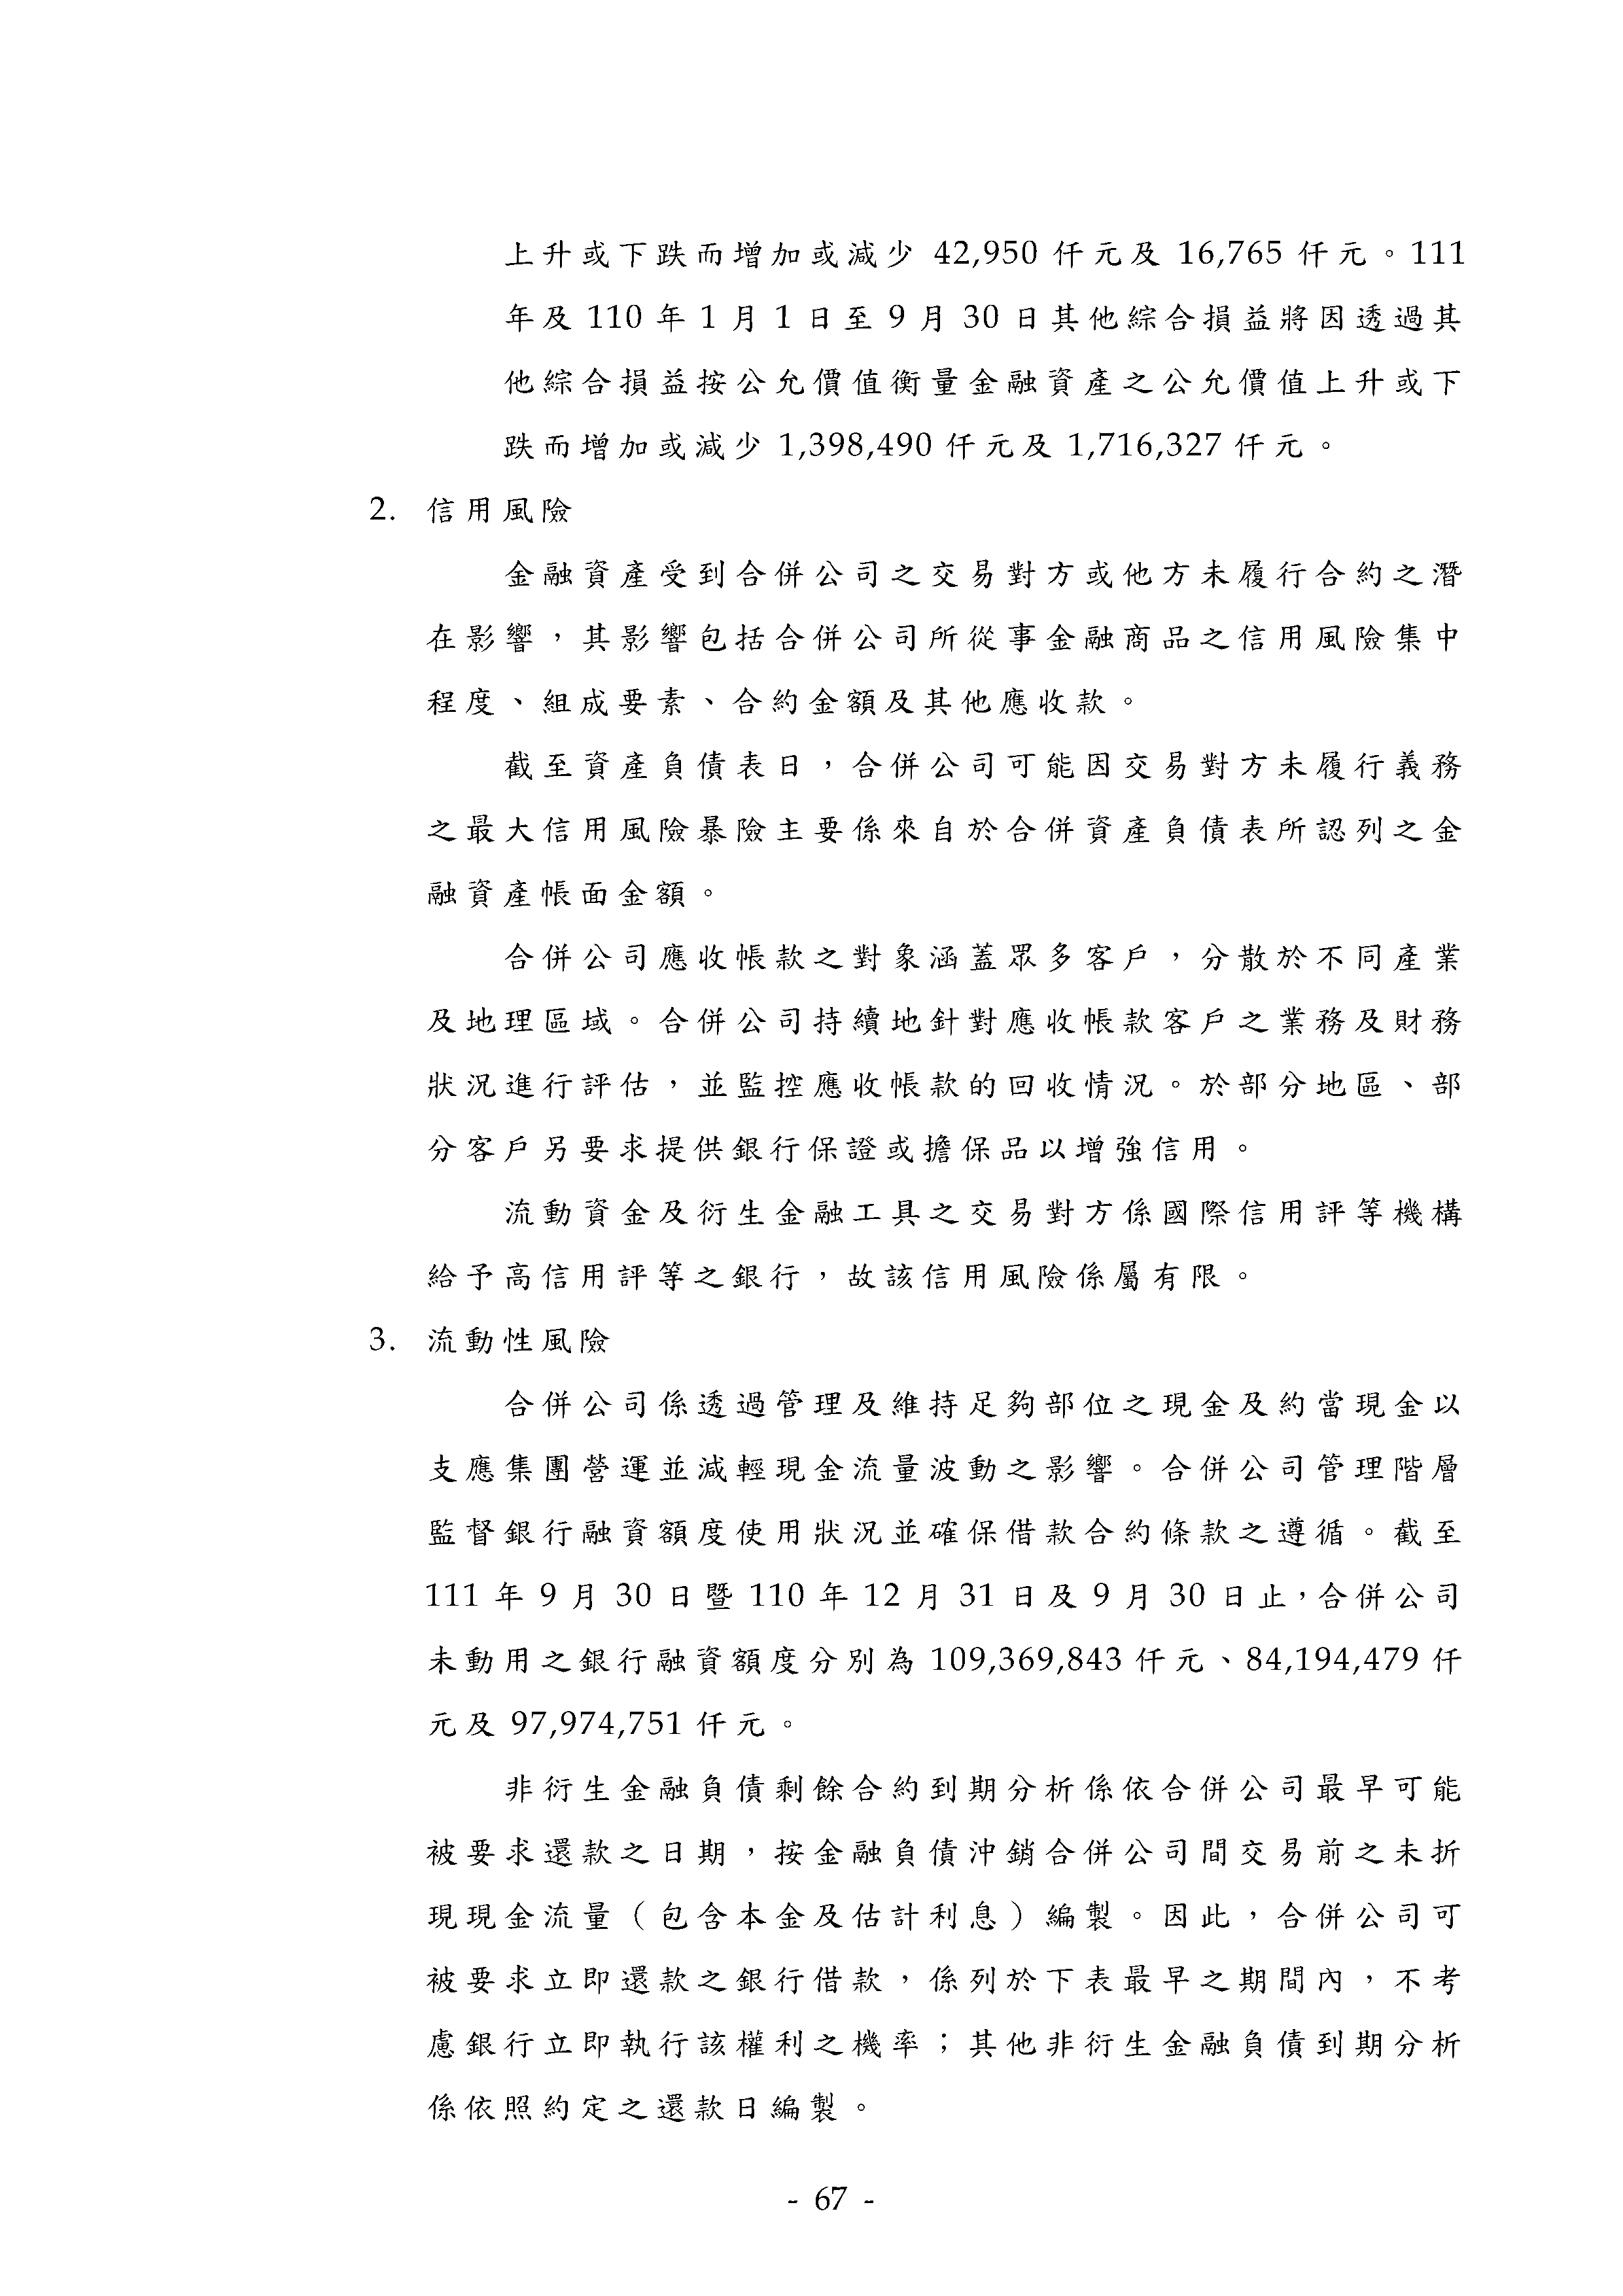 上升或下跌而增加或減少 42,950 仟元及 16,765 仟元。111
年及 110 年 1 月 1 日至 9 月 30 日其他綜合損益將因透過其
他綜合損益按公允價值衡量金融資產之公允價值上升或下
跌而增加或減少 1,398,490 仟元及 1,716,327 仟元。
2. 信用風險
金融資產受到合併公司之交易對方或他方未履行合約之潛
在影響，其影響包括合併公司所從事金融商品之信用風險集中
程度、組成要素、合約金額及其他應收款。
截至資產負債表日，合併公司可能因交易對方未履行義務
之最大信用風險暴險主要係來自於合併資產負債表所認列之金
融資產帳面金額。
合併公司應收帳款之對象涵蓋眾多客戶，分散於不同產業
及地理區域。合併公司持續地針對應收帳款客戶之業務及財務
狀況進行評估，並監控應收帳款的回收情況。於部分地區、部
分客戶另要求提供銀行保證或擔保品以增強信用。
流動資金及衍生金融工具之交易對方係國際信用評等機構
給予高信用評等之銀行，故該信用風險係屬有限。
3. 流動性風險
合併公司係透過管理及維持足夠部位之現金及約當現金以
支應集團營運並減輕現金流量波動之影響。合併公司管理階層
監督銀行融資額度使用狀況並確保借款合約條款之遵循。截至
111 年 9 月 30 日暨 110 年 12 月 31 日及 9 月 30 日止，合併公司
未動用之銀行融資額度分別為 109,369,843 仟元、84,194,479 仟
元及 97,974,751 仟元。
非衍生金融負債剩餘合約到期分析係依合併公司最早可能
被要求還款之日期，按金融負債沖銷合併公司間交易前之未折
現現金流量（包含本金及估計利息）編製。因此，合併公司可
被要求立即還款之銀行借款，係列於下表最早之期間內，不考
慮銀行立即執行該權利之機率；其他非衍生金融負債到期分析
係依照約定之還款日編製。
- 67 -